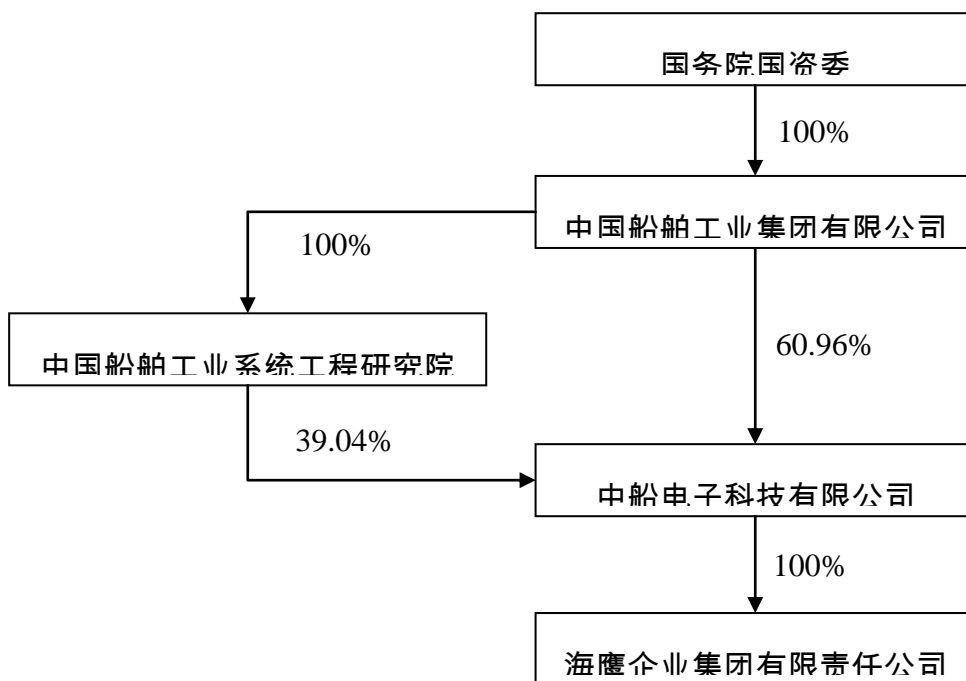 国务院国资委
100%
中国船舶工业集团有限公司
100%
60.96%
中国船舶工业系统工程研究院
39.04%
中船电子科技有限公司
100%
海鹰企业集团有限责任公司